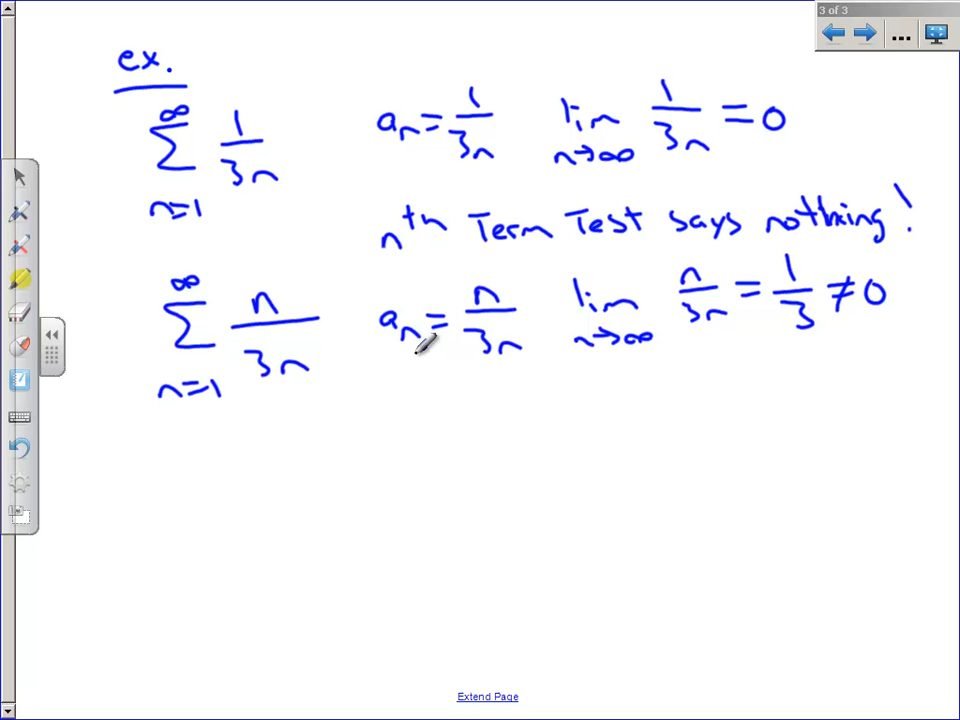 3 of 3
...
ex.
∞ ∑ n=1 1/3n   aₙ = 1/3n   lim n→∞ 1/3n = 0
nᵗʰ Term Test says nothing!
∞ ∑ n=1 n/3n   aₙ = n/3n   lim n→∞ n/3n = 1/3 ≠ 0
Extend Page